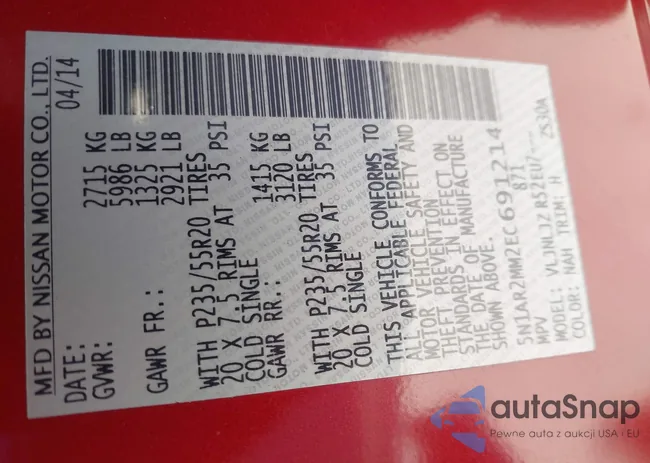 MFD BY NISSAN MOTOR CO., LTD.
DATE: 04/14
GVWR: 2715 KG
5986 LB
GAWR FR.: 1325 KG
2921 LB
WITH P235/55R20 TIRES
20 X 7.5 RIMS AT 35 PSI
COLD SINGLE
GAWR RR.: 1415 KG
3120 LB
WITH P235/55R20 TIRES
20 X 7.5 RIMS AT 35 PSI
COLD SINGLE
THIS VEHICLE CONFORMS TO
ALL APPLICABLE FEDERAL
MOTOR VEHICLE SAFETY AND
THEFT PREVENTION
STANDARDS IN EFFECT ON
THE DATE OF MANUFACTURE
SHOWN ABOVE.
5N1AR2MM2EC691214
MPV 871
MODEL: VLJNLJZ RS2EU7--- ZS30A
COLOR: NAH TRIM: H
autaSnap
Pewne auta z aukcji USA i EU